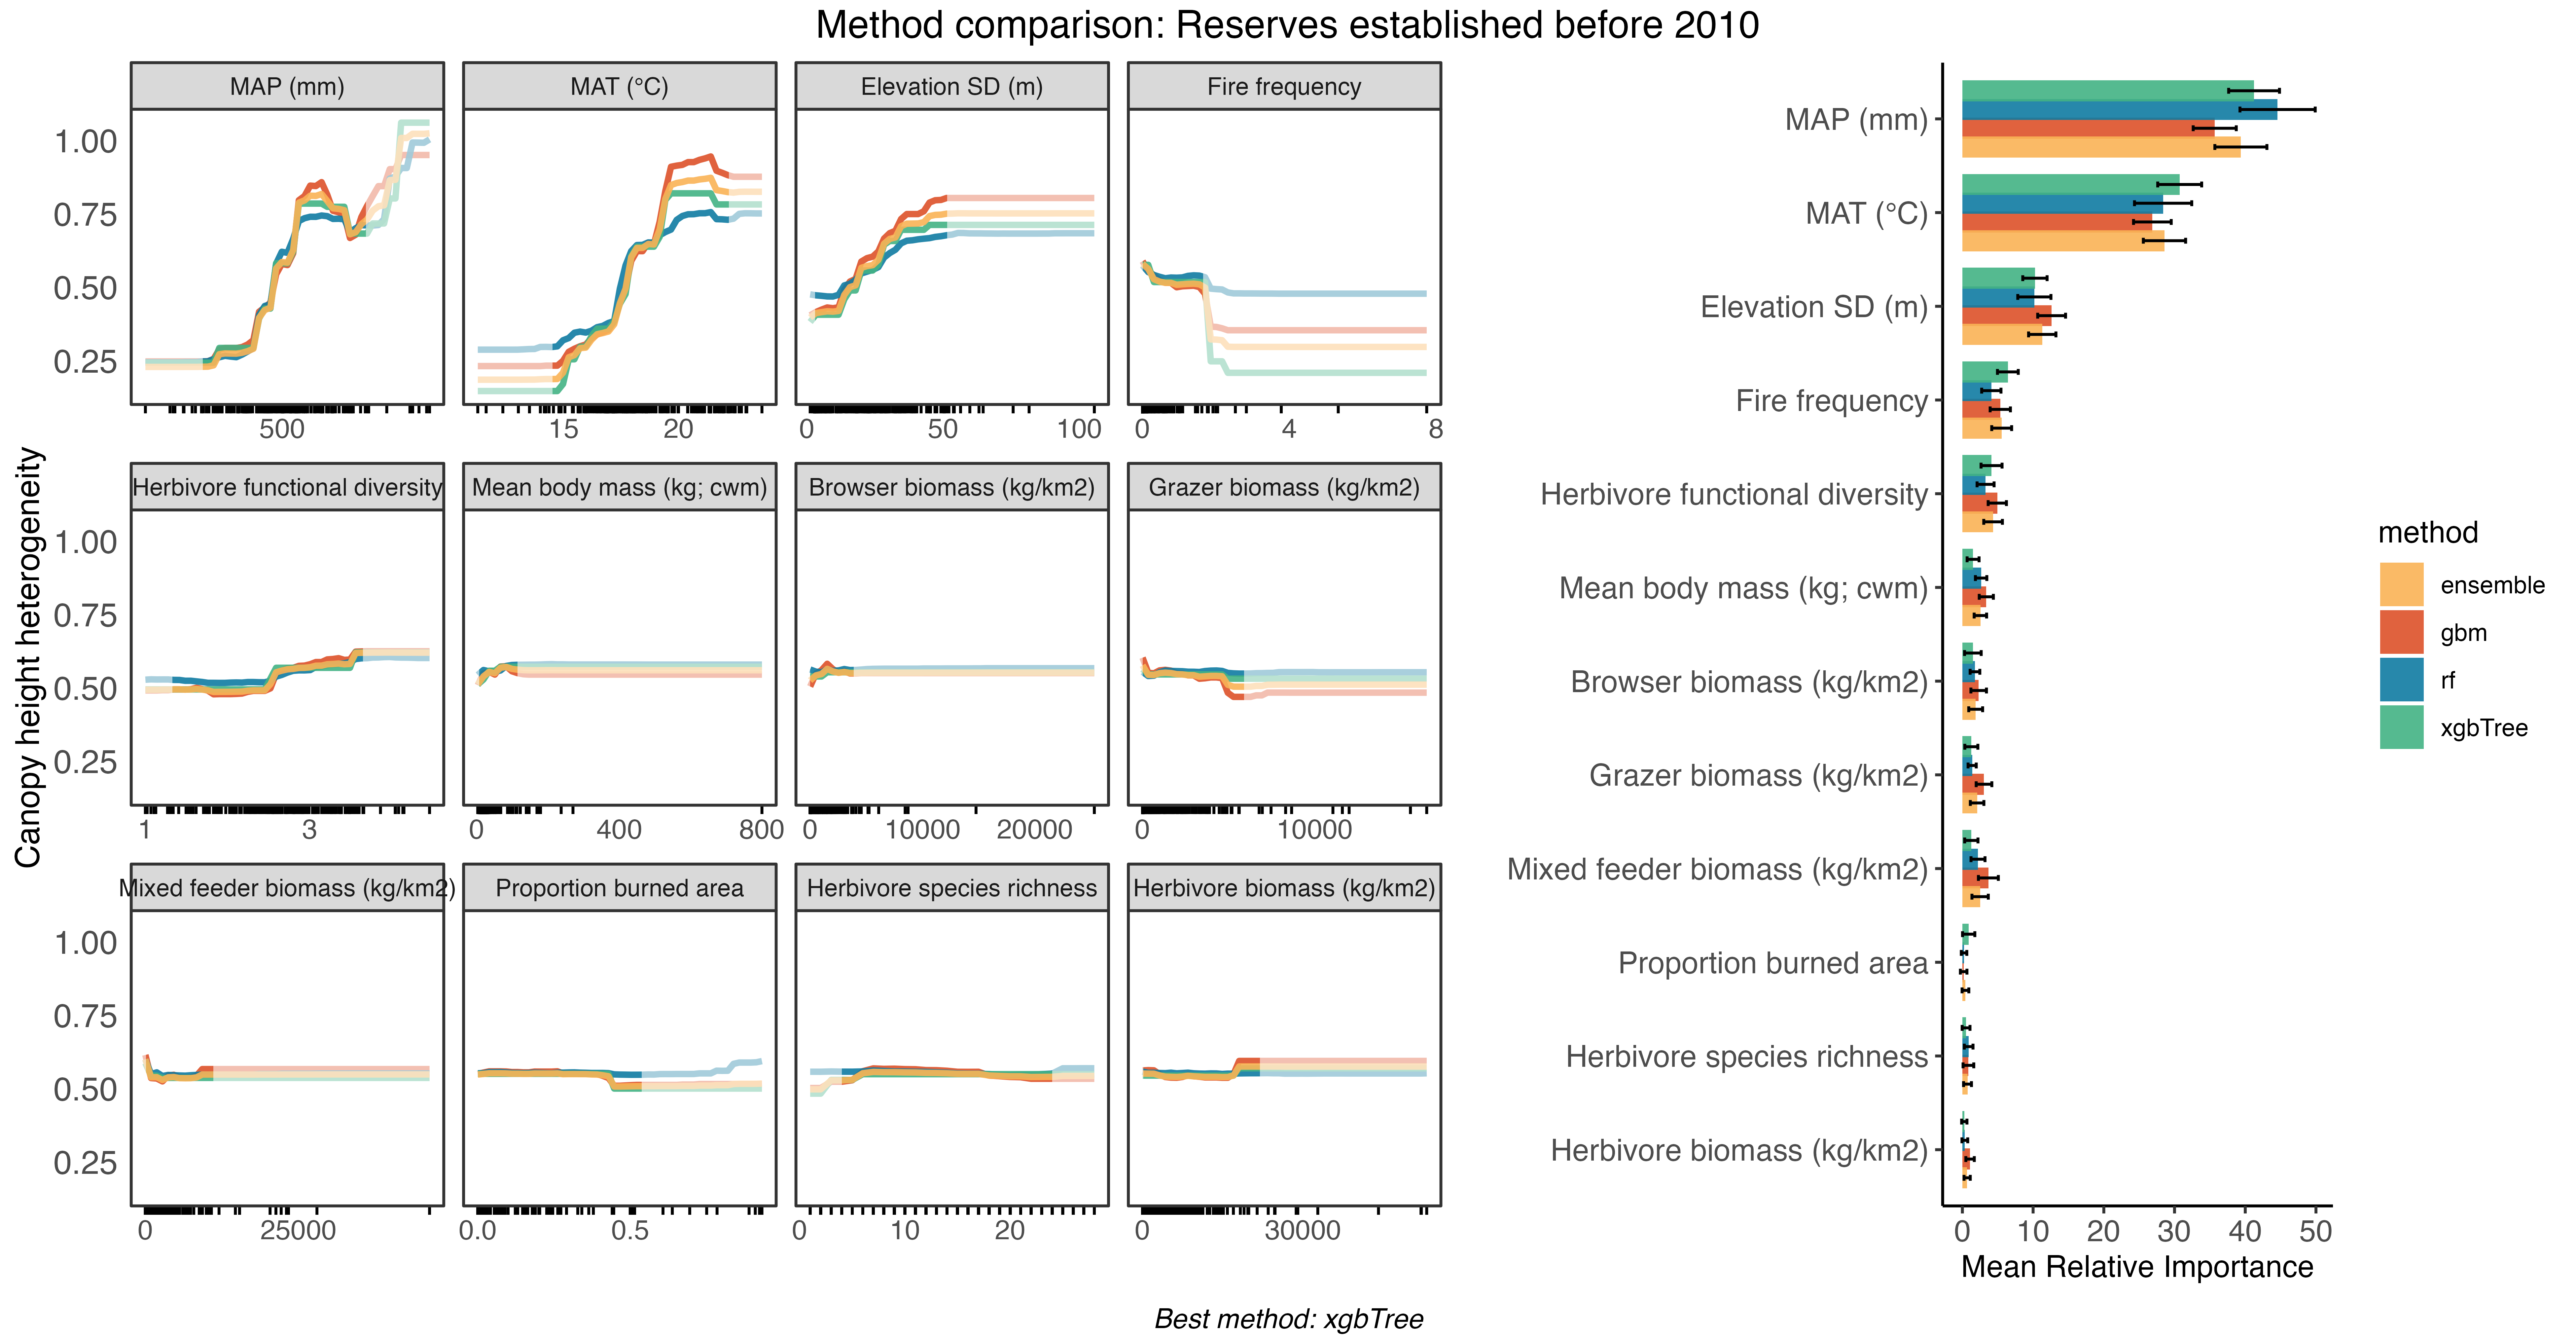 Method comparison: Reserves established before 2010
MAP (mm)
MAT (°C)
Elevation SD (m)
Fire frequency
1.00
0.75
0.50
0.25
500
15 20
0 50 100
0 4 8
Canopy height heterogeneity
Herbivore functional diversity
Mean body mass (kg; cwm)
Browser biomass (kg/km2)
Grazer biomass (kg/km2)
1.00
0.75
0.50
0.25
1 3
0 400 800
0 10000 20000
0 10000
Mixed feeder biomass (kg/km2)
Proportion burned area
Herbivore species richness
Herbivore biomass (kg/km2)
1.00
0.75
0.50
0.25
0 25000
0.0 0.5
0 10 20
0 30000
MAP (mm)
MAT (°C)
Elevation SD (m)
Fire frequency
Herbivore functional diversity
Mean body mass (kg; cwm)
Browser biomass (kg/km2)
Grazer biomass (kg/km2)
Mixed feeder biomass (kg/km2)
Proportion burned area
Herbivore species richness
Herbivore biomass (kg/km2)
0 10 20 30 40 50
Mean Relative Importance
method
ensemble
gbm
rf
xgbTree
Best method: xgbTree